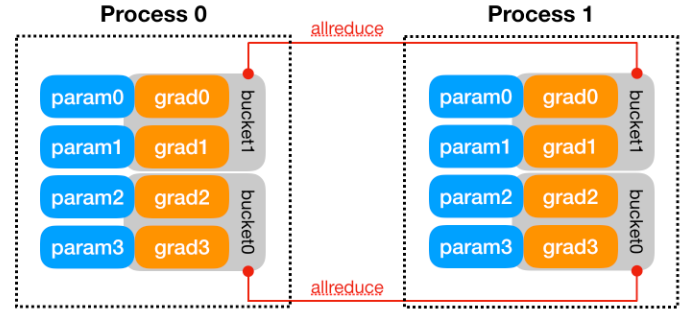 Process 0
Process 1
allreduce
param0 grad0
param1 grad1
bucket1
param2 grad2
param3 grad3
bucket0
param0 grad0
param1 grad1
bucket1
param2 grad2
param3 grad3
bucket0
allreduce